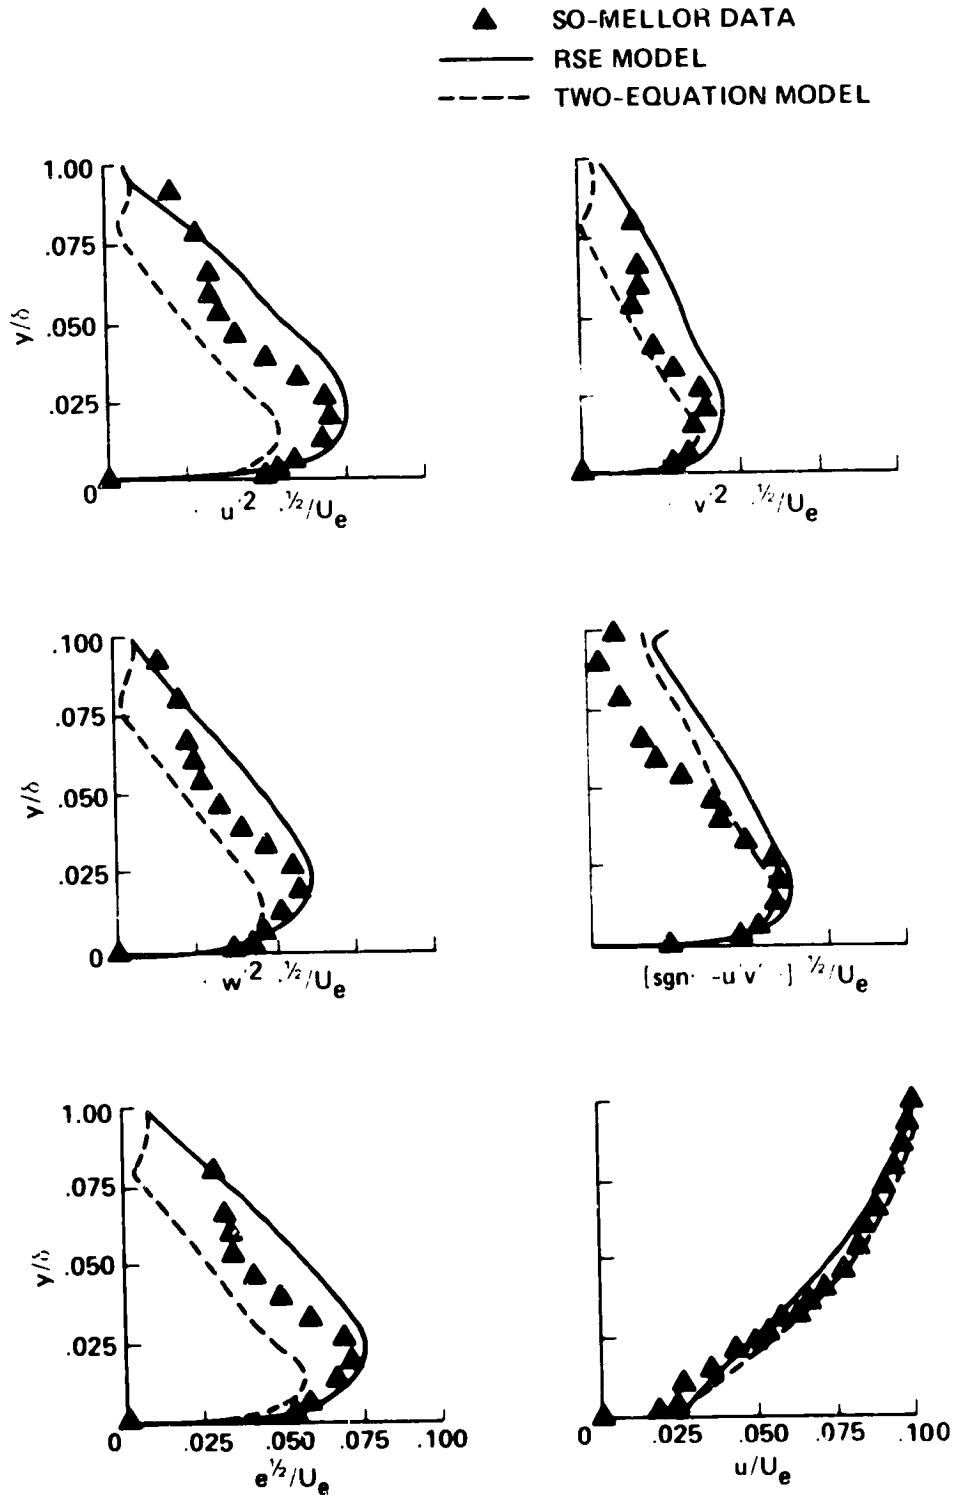 SO-MELLOR DATA
RSE MODEL
TWO-EQUATION MODEL
1.00
.075
.050
.025
0
y/δ
u'2 1/2/Ue
v'2 1/2/Ue
.100
.075
.050
.025
0
y/δ
w'2 1/2/Ue
[sgn -u'v' ] 1/2/Ue
1.00
.075
.050
.025
y/δ
0 .025 .050 .075 .100
e1/2/Ue
0 .025 .050 .075 .100
u/Ue